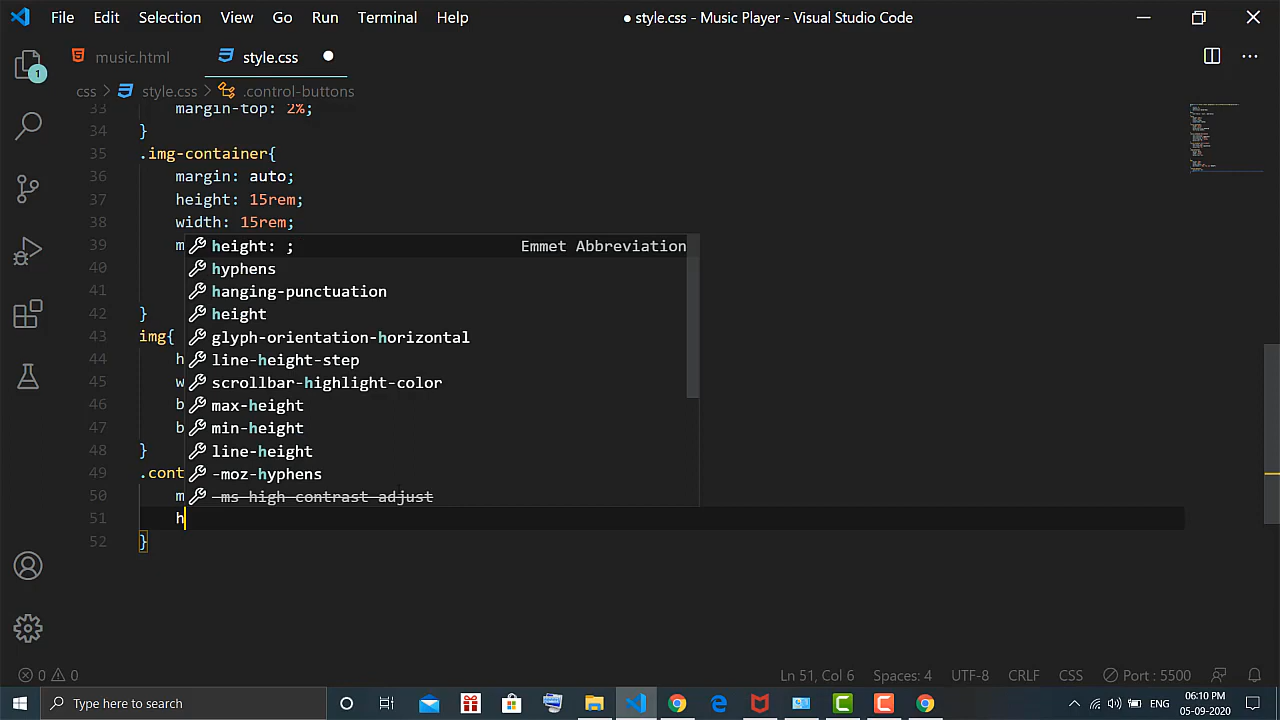 File Edit Selection View Go Run Terminal Help
● style.css - Music Player - Visual Studio Code
music.html
style.css
css > style.css > .control-buttons
33 margin-top: 2%;
34 }
35 .img-container{
36 margin: auto;
37 height: 15rem;
38 width: 15rem;
39 m
height: ; Emmet Abbreviation
40 hyphens
41 hanging-punctuation
42 } height
43 img{ glyph-orientation-horizontal
44 h line-height-step
45 w scrollbar-highlight-color
46 b max-height
47 b min-height
48 } line-height
49 .cont -moz-hyphens
50 m -ms-high-contrast-adjust
51 h
52 }
1
0 0 Ln 51, Col 6 Spaces: 4 UTF-8 CRLF CSS Port : 5500
Type here to search
ENG
06:10 PM
05-09-2020